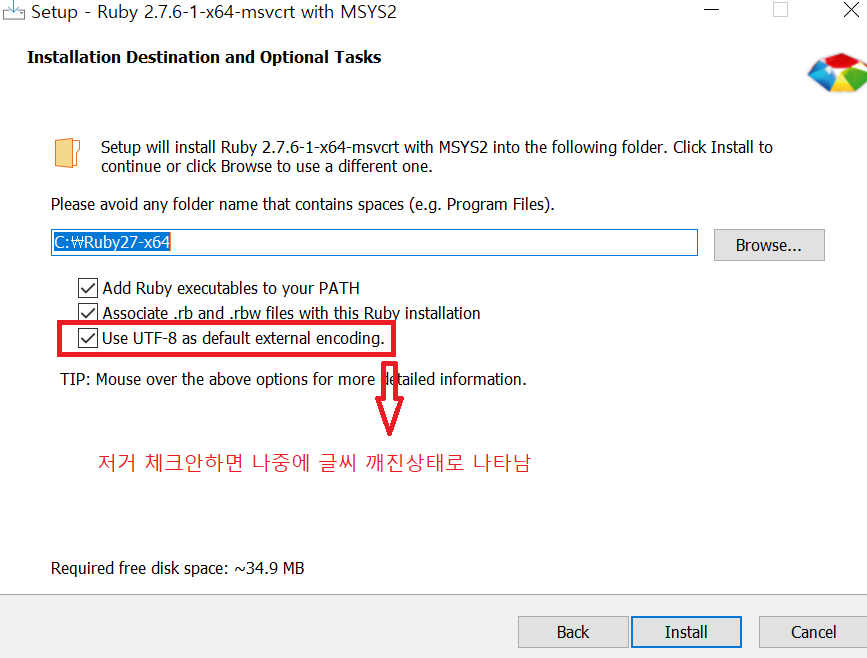 Setup - Ruby 2.7.6-1-x64-msvcrt with MSYS2
Installation Destination and Optional Tasks
Setup will install Ruby 2.7.6-1-x64-msvcrt with MSYS2 into the following folder. Click Install to
continue or click Browse to use a different one.
Please avoid any folder name that contains spaces (e.g. Program Files).
C:₩Ruby27-x64
Browse...
Add Ruby executables to your PATH
Associate .rb and .rbw files with this Ruby installation
Use UTF-8 as default external encoding.
TIP: Mouse over the above options for more detailed information.
저거 체크안하면 나중에 글씨 깨진상태로 나타남
Required free disk space: ~34.9 MB
Back Install Cancel